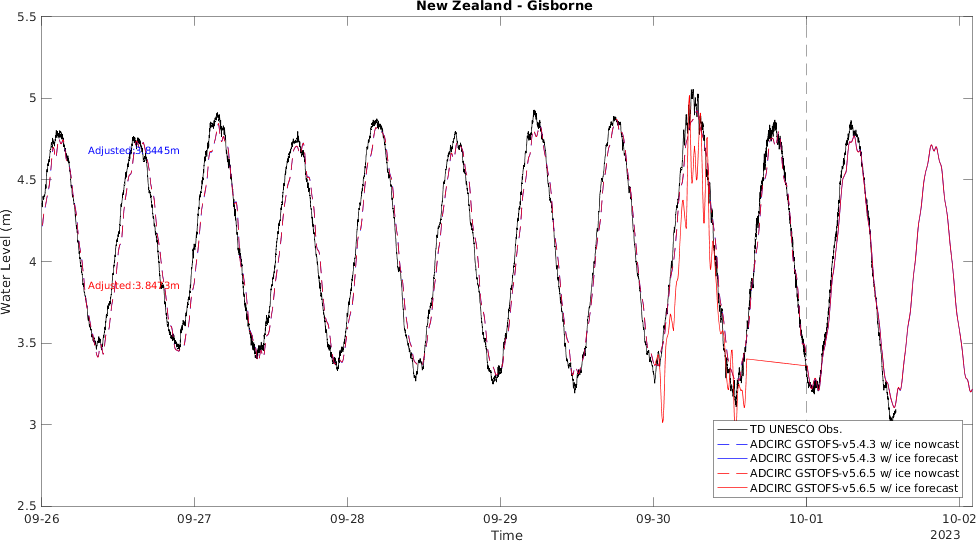 New Zealand - Gisborne
5.5
5
4.5
4
3.5
3
2.5
Water Level (m)
Adjusted:3.8445m
Adjusted:3.8413m
TD UNESCO Obs.
ADCIRC GSTOFS-v5.4.3 w/ ice nowcast
ADCIRC GSTOFS-v5.4.3 w/ ice forecast
ADCIRC GSTOFS-v5.6.5 w/ ice nowcast
ADCIRC GSTOFS-v5.6.5 w/ ice forecast
09-26 09-27 09-28 09-29 09-30 10-01 10-02
Time
2023